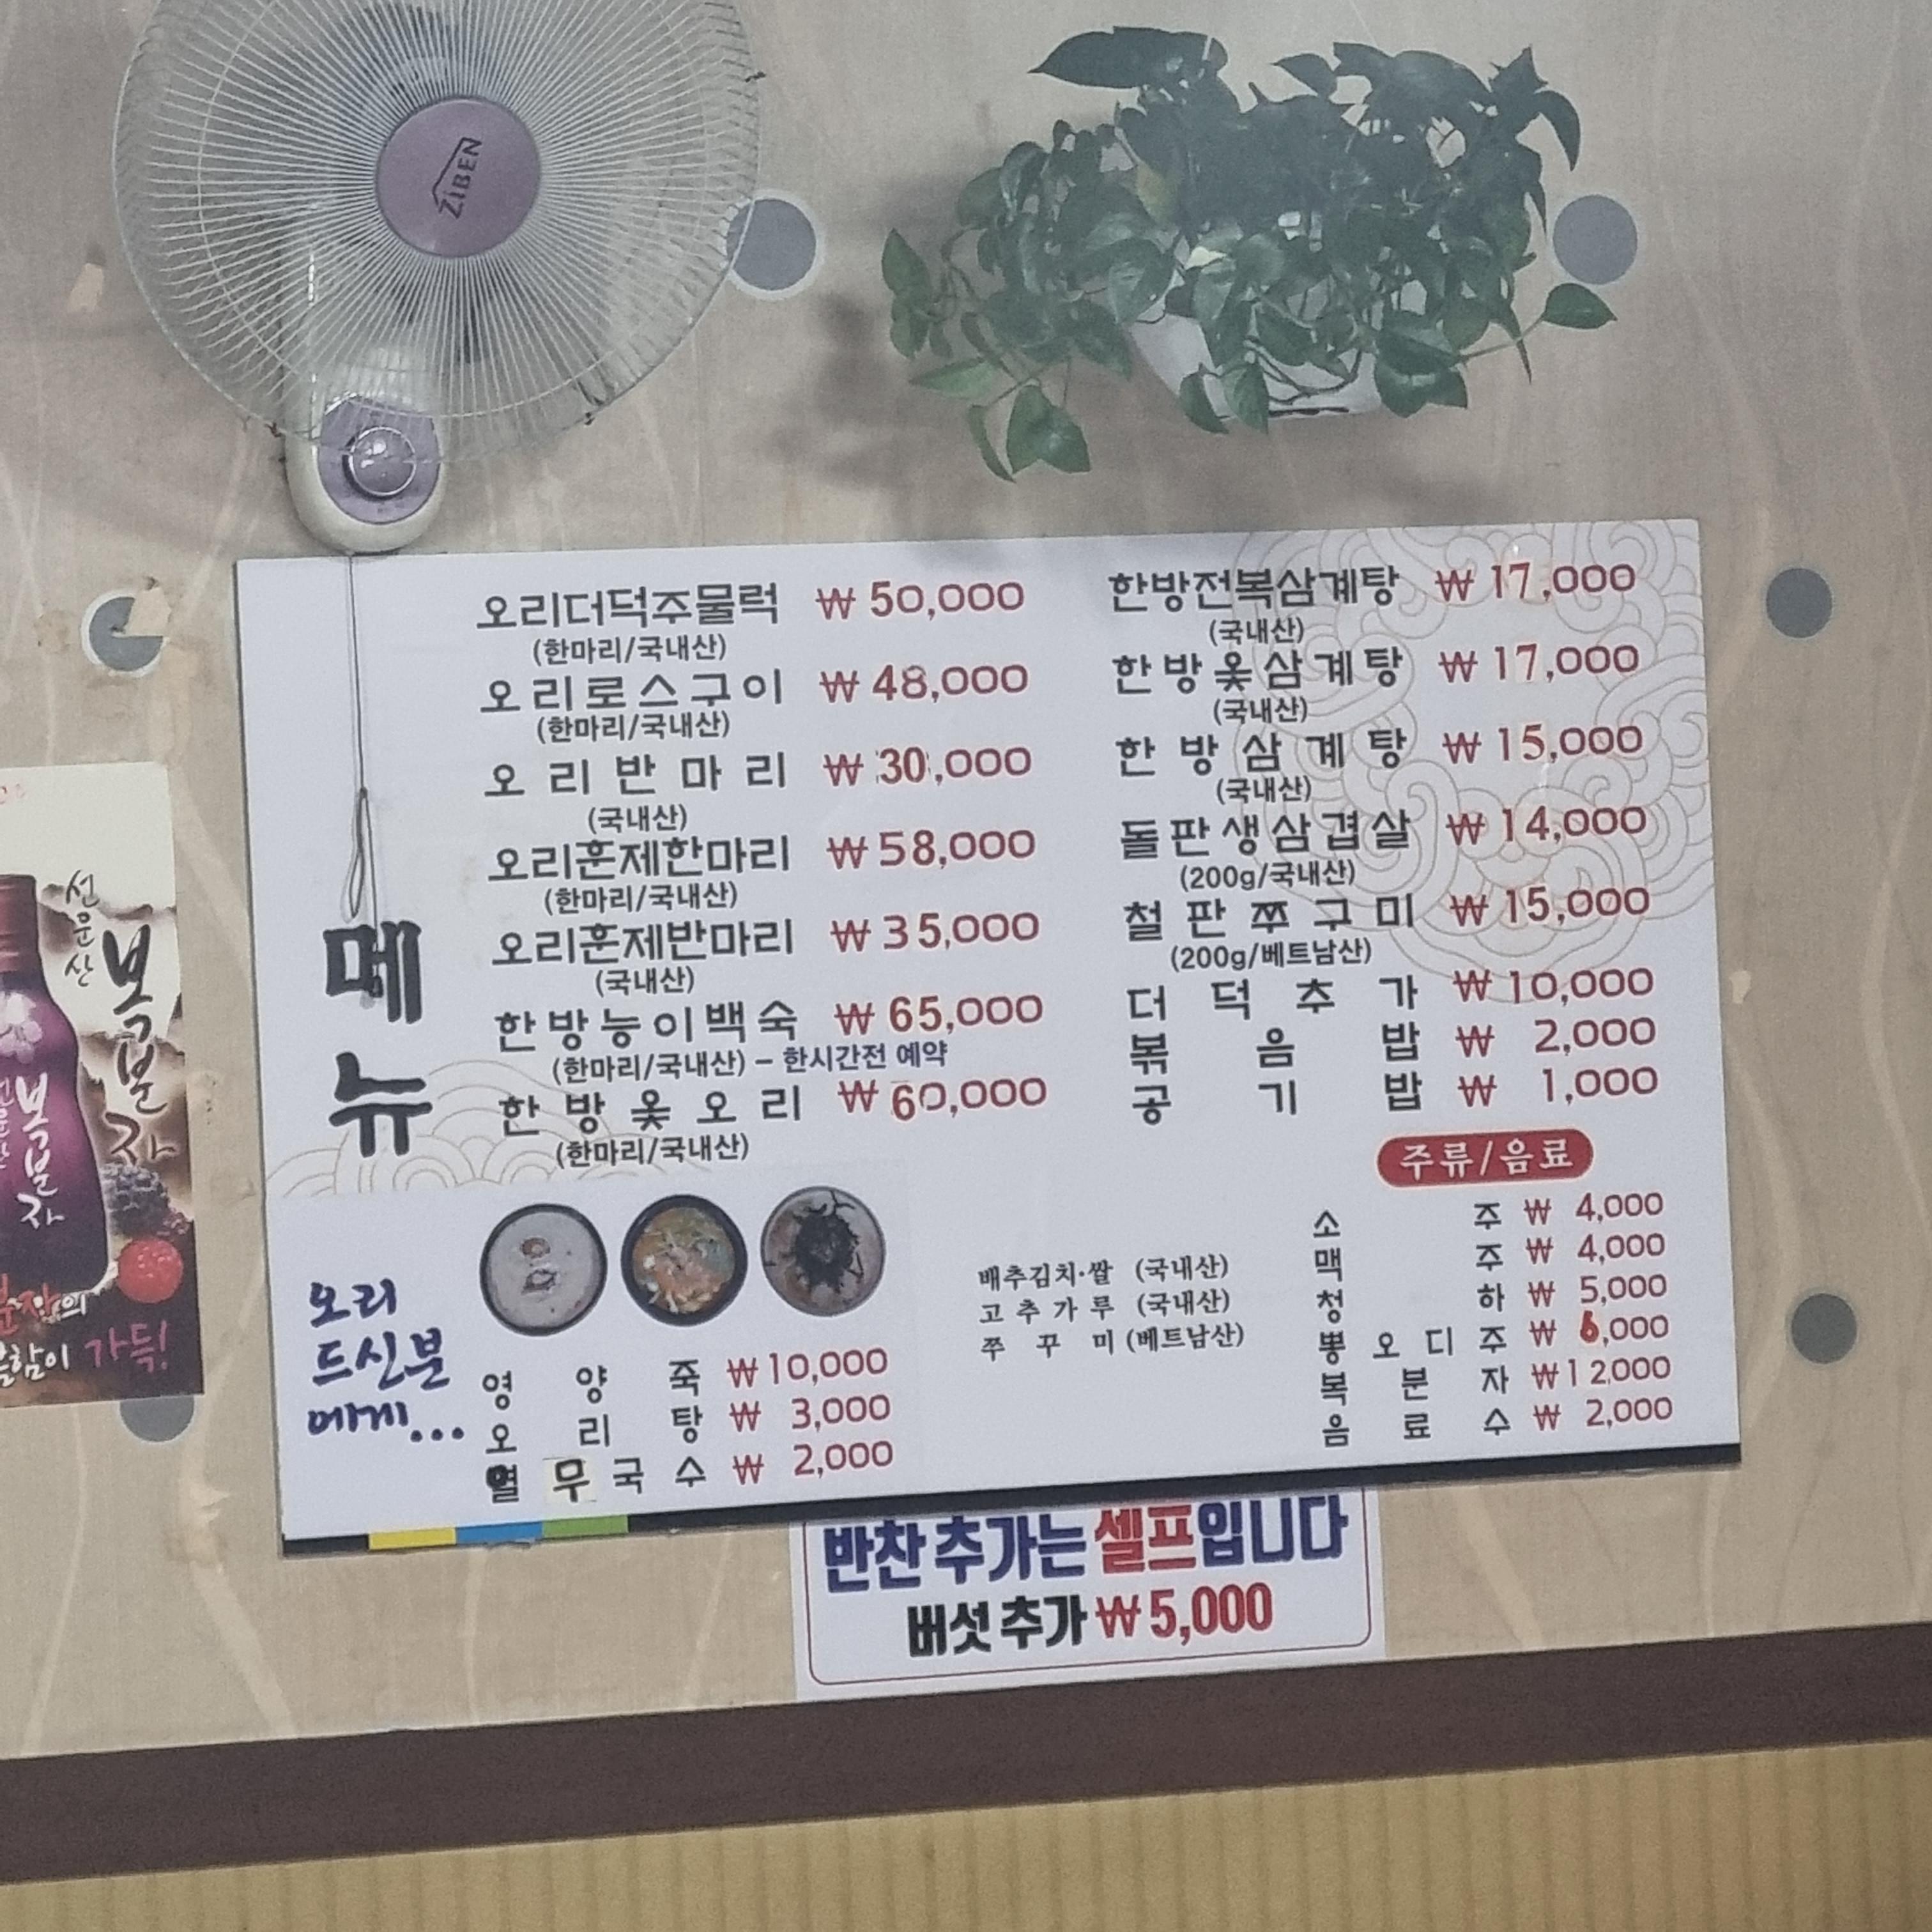 ZIBEN
메뉴
오리더덕주물럭 ₩ 50,000
(한마리/국내산)
오리로스구이 ₩ 48,000
(한마리/국내산)
오리반마리 ₩ 30,000
(국내산)
오리훈제한마리 ₩ 58,000
(한마리/국내산)
오리훈제반마리 ₩ 35,000
(국내산)
한방능이백숙 ₩ 65,000
(한마리/국내산) - 한시간전 예약
한방옻오리 ₩ 60,000
(한마리/국내산)
한방전복삼계탕 ₩ 17,000
(국내산)
한방옻삼계탕 ₩ 17,000
(국내산)
한방삼계탕 ₩ 15,000
(국내산)
돌판생삼겹살 ₩ 14,000
(200g/국내산)
철판쭈구미 ₩ 15,000
(200g/베트남산)
더덕추가 ₩ 10,000
볶음밥 ₩ 2,000
공기밥 ₩ 1,000
오리
드신분
에게...
영양죽 ₩ 10,000
오리탕 ₩ 3,000
열무국수 ₩ 2,000
배추김치·쌀 (국내산)
고추가루 (국내산)
쭈꾸미 (베트남산)
주류/음료
소주 ₩ 4,000
맥주 ₩ 4,000
청하 ₩ 5,000
뽕오디주 ₩ 6,000
복분자 ₩12000
음료수 ₩ 2,000
반찬 추가는 셀프입니다
버섯 추가 ₩5,000
선운산
복분자
복분자
가득!